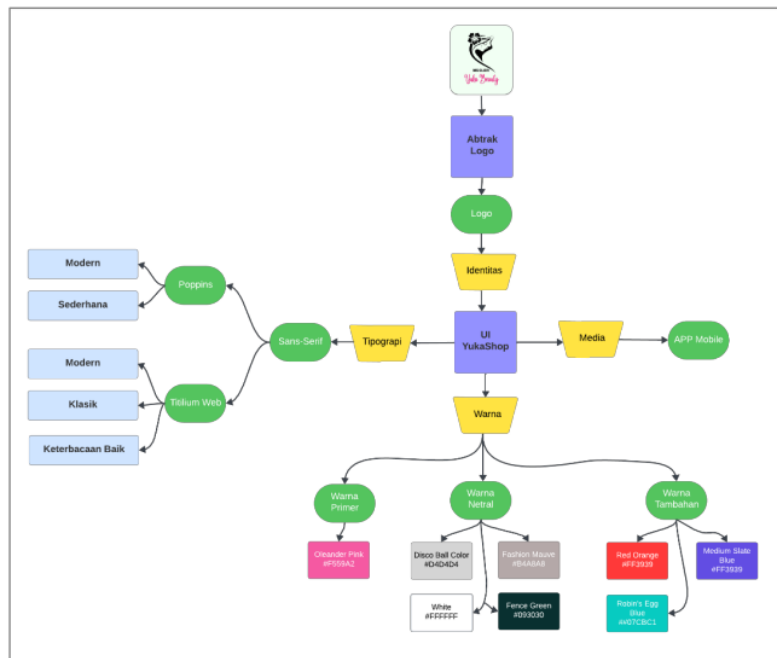 Yuka Beauty
Abtrak
Logo
Logo
Identitas
UI
YukaShop
Tipograpi
Sans-Serif
Poppins
Modern
Sederhana
Titilium Web
Modern
Klasik
Keterbacaan Baik
Media
APP Mobile
Warna
Warna
Primer
Oleander Pink
#F559A2
Warna
Netral
Disco Ball Color
#D4D4D4
Fashion Mauve
#B4A8A8
White
#FFFFFF
Fence Green
#093030
Warna
Tambahan
Red Orange
#FF3939
Medium Slate
Blue
#FF3939
Robin's Egg
Blue
##07CBC1